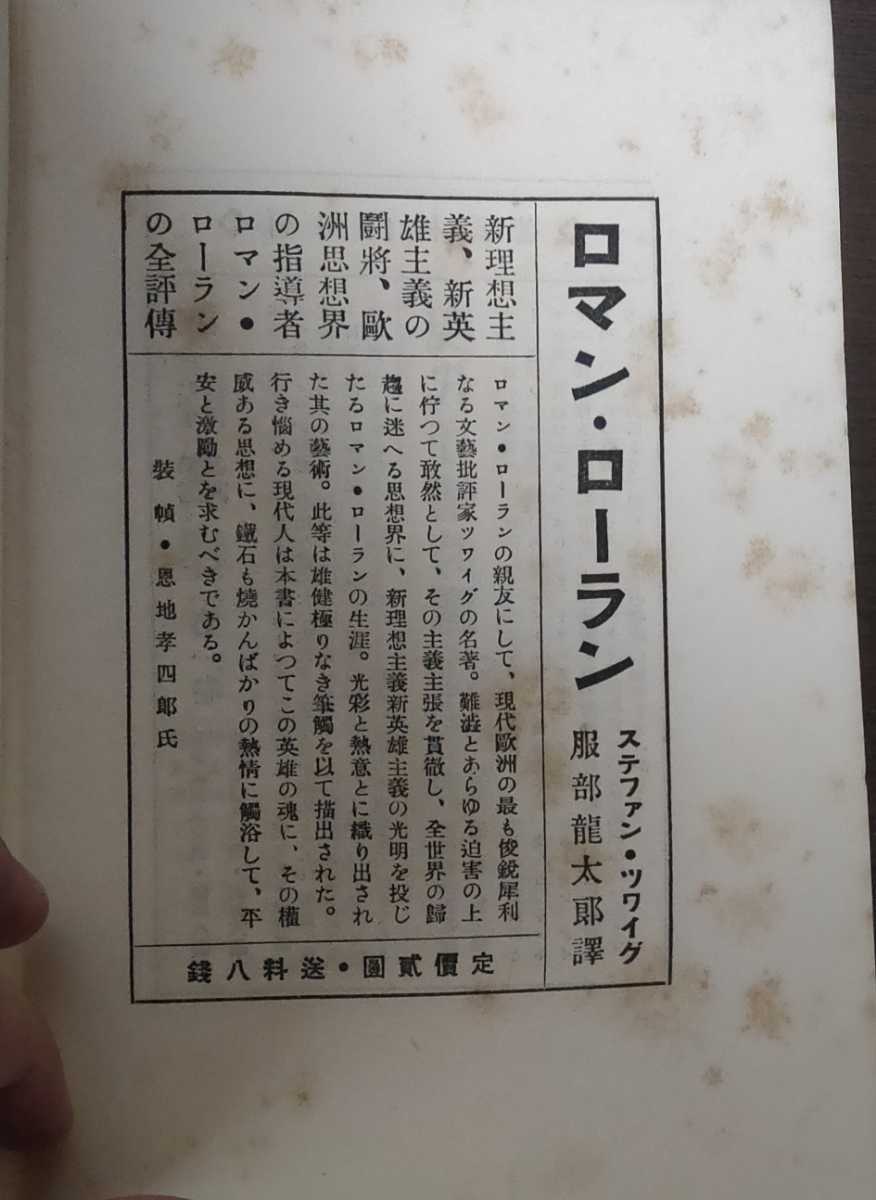 ロマン・ローラン
ステファン・ツワイグ
服部龍太郎譯
新理想主
義、新英
雄主義の
鬪將、歐
洲思想界
の指導者
ロマン・
ローラン
の全評傳
ロマン・ローランの親友にして、現代歐洲の最も俊銳犀利
なる文藝批評家ツワイグの名著。難澁とあらゆる迫害の上
に佇つて敢然として、その主義主張を貫徹し、全世界の歸
趨に迷へる思想界に、新理想主義新英雄主義の光明を投じ
たるロマン・ローランの生涯。光彩と熱意とに織り出され
た其の藝術。此等は雄健極りなき筆觸を以て描出された。
行き惱める現代人は本書によつてこの英雄の魂に、その權
威ある思想に、鐵石も燒かんばかりの熱情に觸浴して、平
安と激勵とを求むべきである。
裝幀・恩地孝四郎氏
定價貳圓・送料八錢